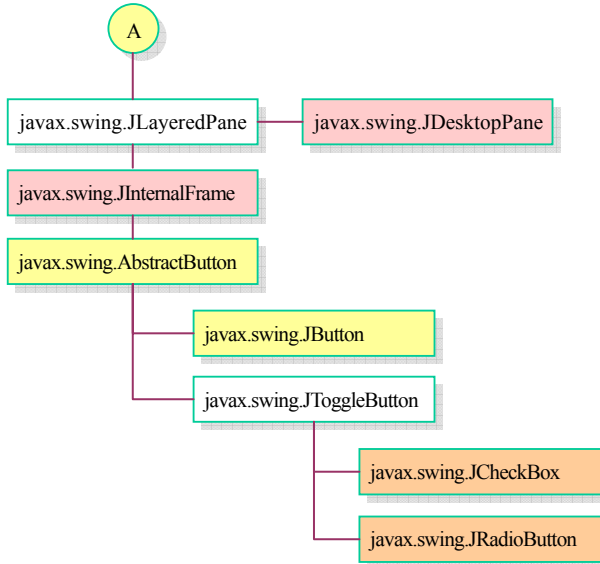 A
javax.swing.JLayeredPane
javax.swing.JDesktopPane
javax.swing.JInternalFrame
javax.swing.AbstractButton
javax.swing.JButton
javax.swing.JToggleButton
javax.swing.JCheckBox
javax.swing.JRadioButton